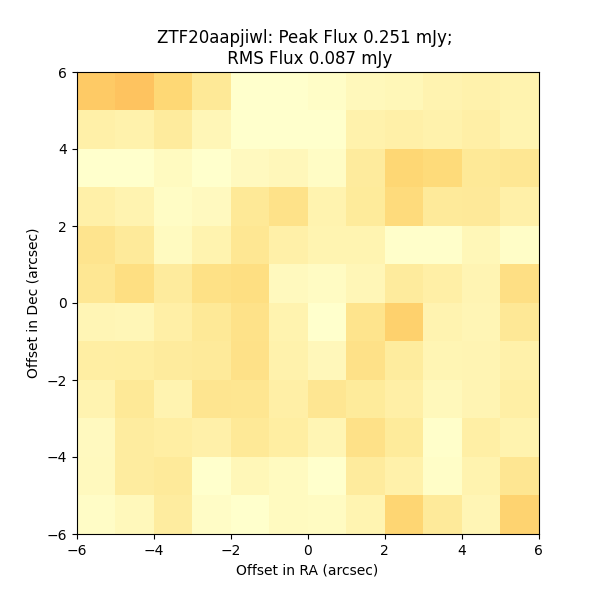 ZTF20aapjiwl: Peak Flux 0.251 mJy;
RMS Flux 0.087 mJy
6
4
2
0
−2
−4
−6
Offset in Dec (arcsec)
−6 −4 −2 0 2 4 6
Offset in RA (arcsec)